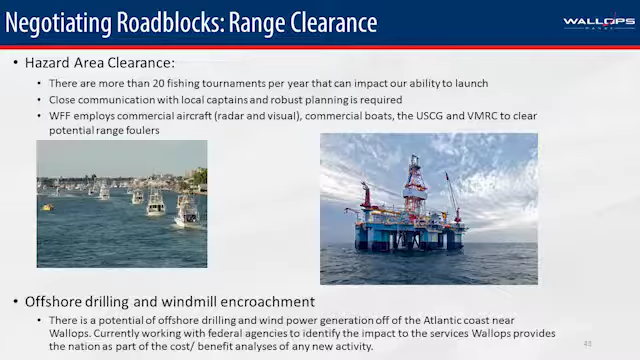 Negotiating Roadblocks: Range Clearance
WALLOPS
RANGE
• Hazard Area Clearance:
• There are more than 20 fishing tournaments per year that can impact our ability to launch
• Close communication with local captains and robust planning is required
• WFF employs commercial aircraft (radar and visual), commercial boats, the USCG and VMRC to clear
potential range foulers
• Offshore drilling and windmill encroachment
• There is a potential of offshore drilling and wind power generation off of the Atlantic coast near
Wallops. Currently working with federal agencies to identify the impact to the services Wallops provides
the nation as part of the cost/ benefit analyses of any new activity.
43